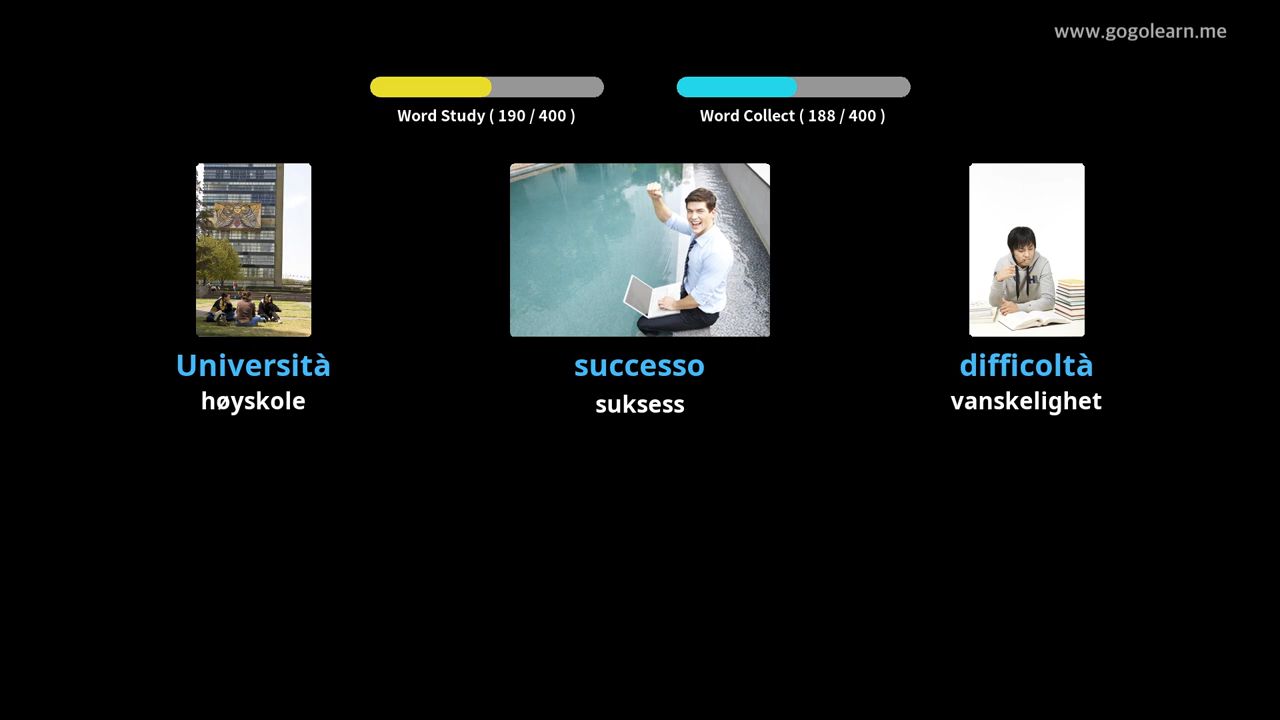 www.gogolearn.me
Word Study ( 190 / 400 )
Word Collect ( 188 / 400 )
Università
høyskole
successo
suksess
difficoltà
vanskelighet